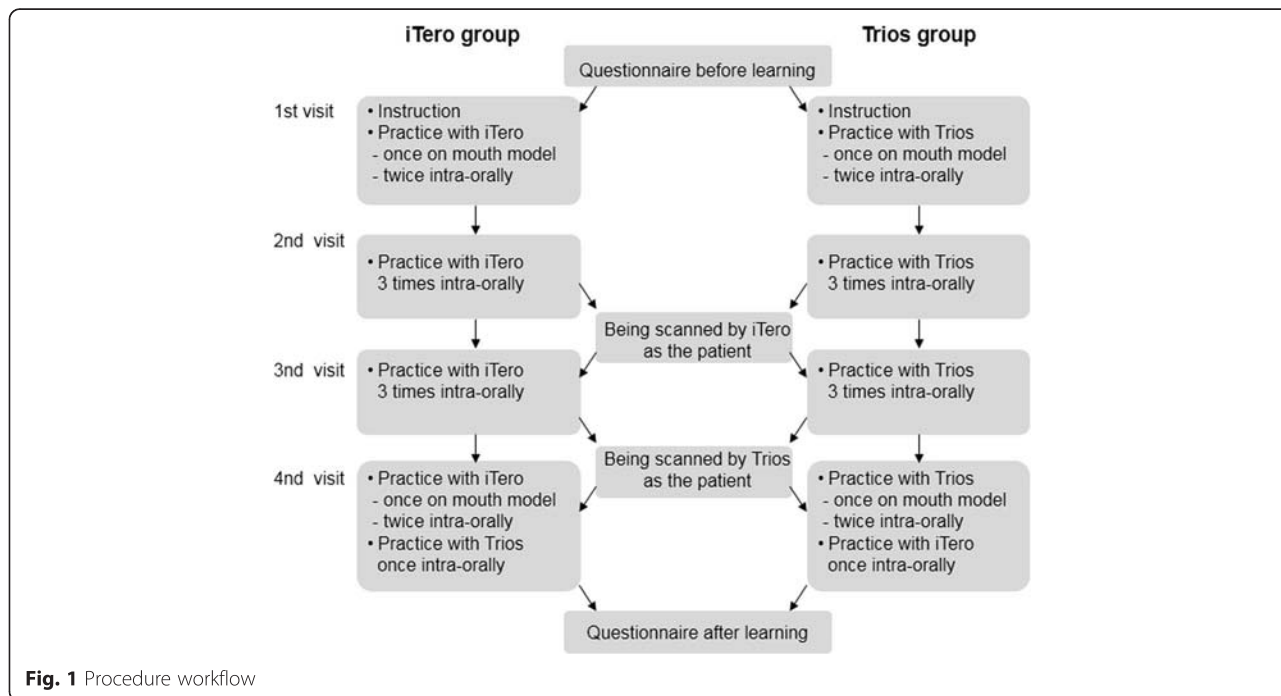 iTero group
Trios group
Questionnaire before learning
1st visit
• Instruction
• Practice with iTero
- once on mouth model
- twice intra-orally
• Instruction
• Practice with Trios
- once on mouth model
- twice intra-orally
2nd visit
• Practice with iTero
3 times intra-orally
• Practice with Trios
3 times intra-orally
Being scanned by iTero
as the patient
3nd visit
• Practice with iTero
3 times intra-orally
• Practice with Trios
3 times intra-orally
Being scanned by Trios
as the patient
4nd visit
• Practice with iTero
- once on mouth model
- twice intra-orally
• Practice with Trios
once intra-orally
• Practice with Trios
- once on mouth model
- twice intra-orally
• Practice with iTero
once intra-orally
Questionnaire after learning
Fig. 1 Procedure workflow